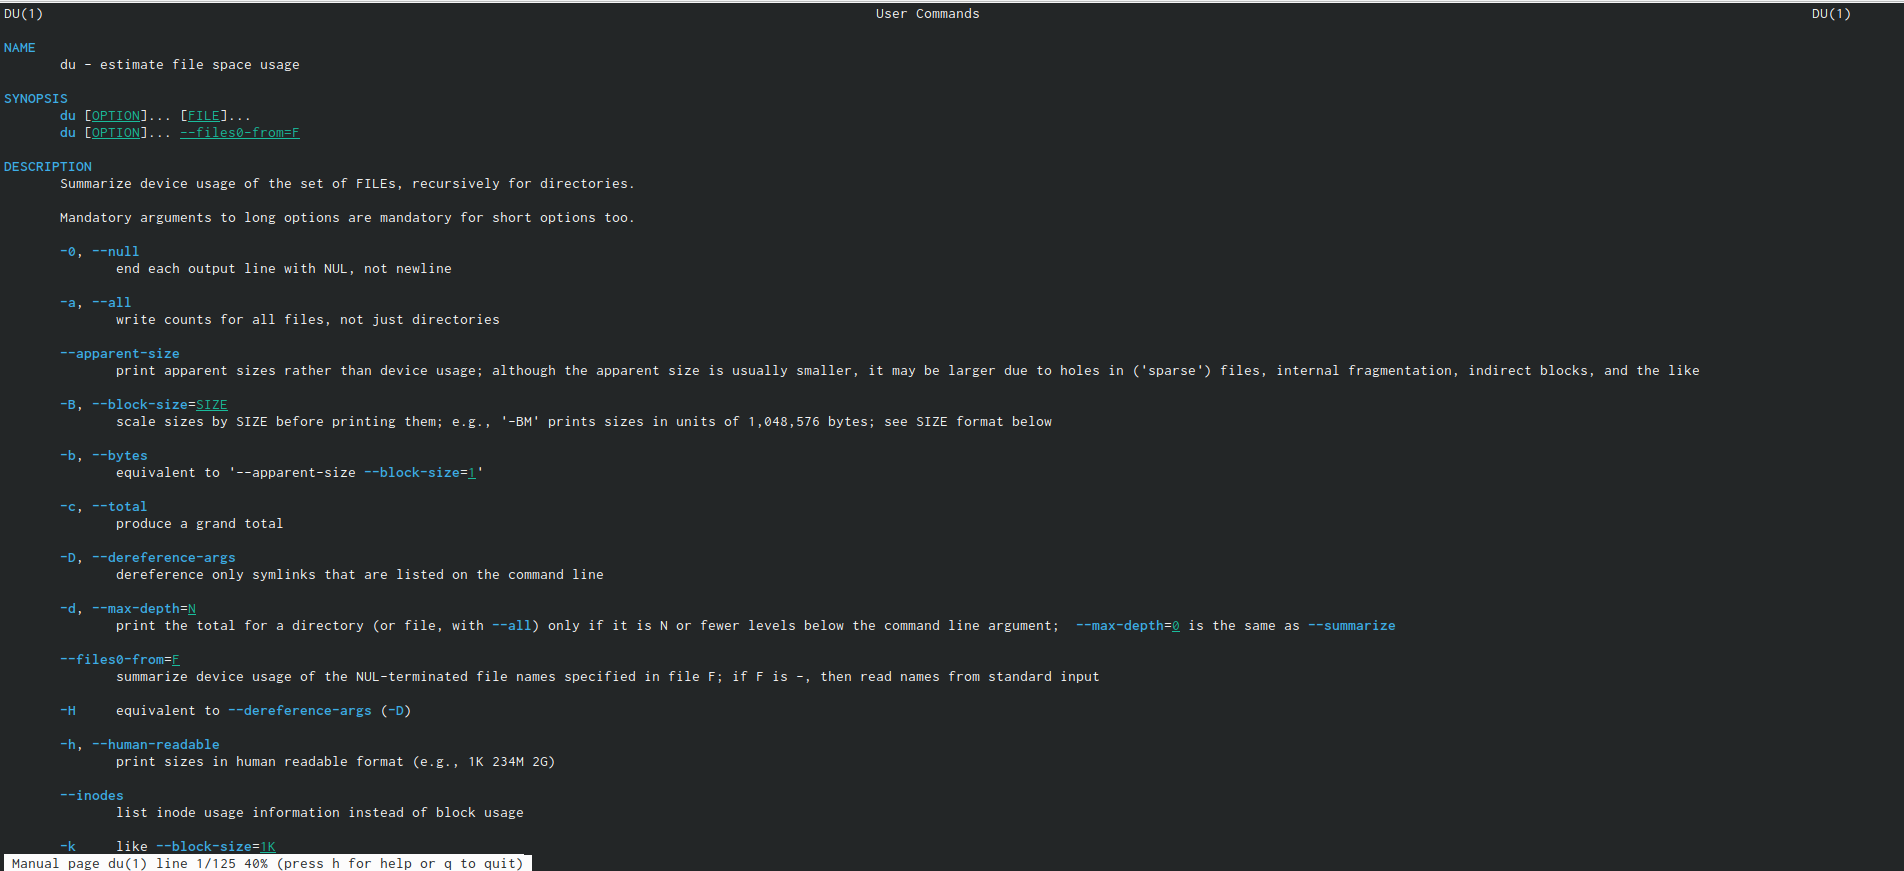 DU(1) User Commands DU(1)
NAME
du - estimate file space usage
SYNOPSIS
du [OPTION]... [FILE]...
du [OPTION]... --files0-from=F
DESCRIPTION
Summarize device usage of the set of FILEs, recursively for directories.
Mandatory arguments to long options are mandatory for short options too.
-0, --null
end each output line with NUL, not newline
-a, --all
write counts for all files, not just directories
--apparent-size
print apparent sizes rather than device usage; although the apparent size is usually smaller, it may be larger due to holes in ('sparse') files, internal fragmentation, indirect blocks, and the like
-B, --block-size=SIZE
scale sizes by SIZE before printing them; e.g., '-BM' prints sizes in units of 1,048,576 bytes; see SIZE format below
-b, --bytes
equivalent to '--apparent-size --block-size=1'
-c, --total
produce a grand total
-D, --dereference-args
dereference only symlinks that are listed on the command line
-d, --max-depth=N
print the total for a directory (or file, with --all) only if it is N or fewer levels below the command line argument;  --max-depth=0 is the same as --summarize
--files0-from=F
summarize device usage of the NUL-terminated file names specified in file F; if F is -, then read names from standard input
-H equivalent to --dereference-args (-D)
-h, --human-readable
print sizes in human readable format (e.g., 1K 234M 2G)
--inodes
list inode usage information instead of block usage
-k like --block-size=1K
Manual page du(1) line 1/125 40% (press h for help or q to quit)